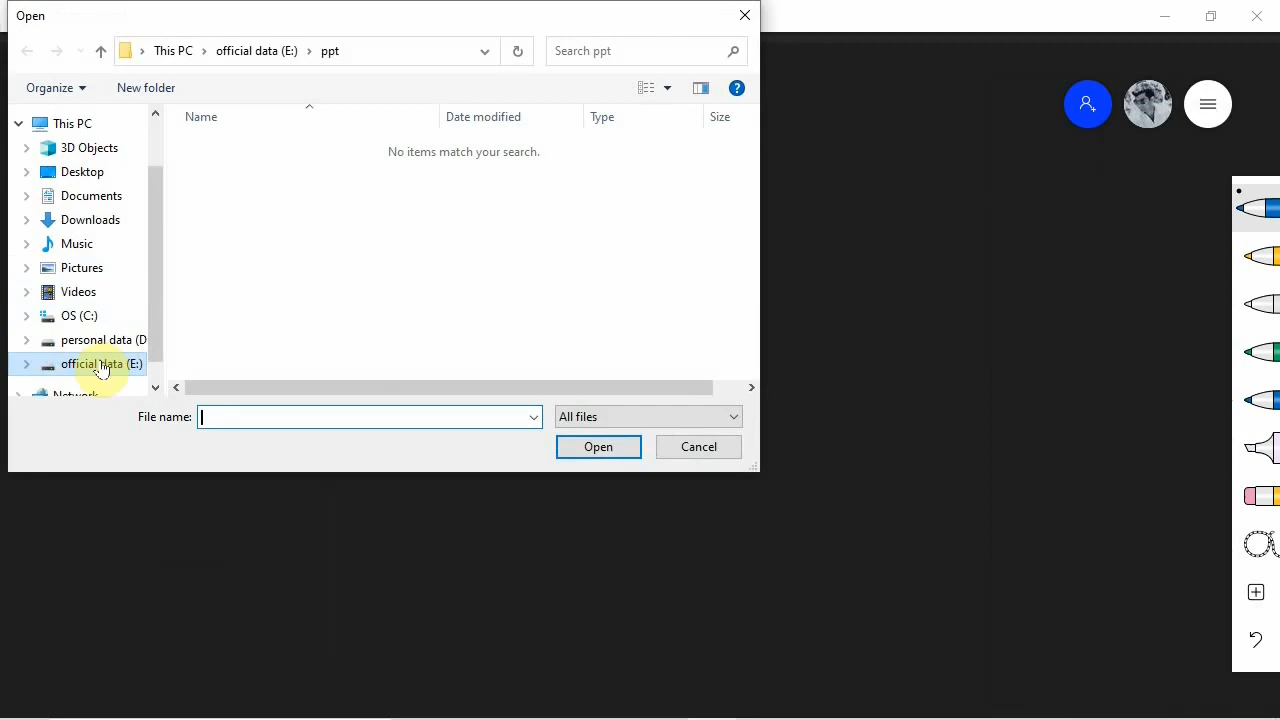 Open
This PC > official data (E:) > ppt
Search ppt
Organize
New folder
Name
Date modified
Type
Size
No items match your search.
This PC
3D Objects
Desktop
Documents
Downloads
Music
Pictures
Videos
OS (C:)
personal data (D
official data (E:)
Network
File name:
All files
Open
Cancel